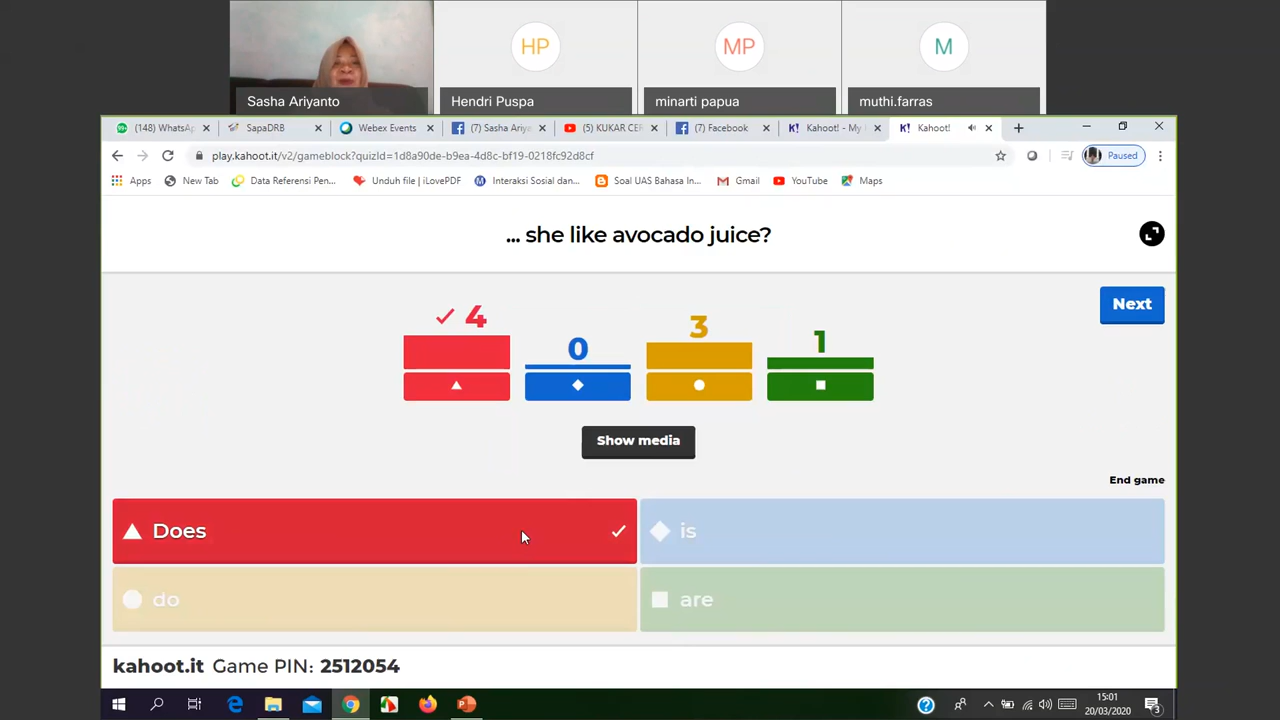 HP
MP
M
Sasha Ariyanto
Hendri Puspa
minarti papua
muthi.farras
(148) WhatsAp
SapaDRB
Webex Events
(7) Sasha Ariya
(5) KUKAR CER
(7) Facebook
Kahoot! - My
Kahoot!
play.kahoot.it/v2/gameblock?quizId=1d8a90de-b9ea-4d8c-bf19-0218fc92d8cf
Paused
Apps
New Tab
Data Referensi Pen...
Unduh file | iLovePDF
Interaksi Sosial dan...
Soal UAS Bahasa In...
Gmail
YouTube
Maps
... she like avocado juice?
Next
4
0
3
1
Show media
End game
Does
is
do
are
kahoot.it Game PIN: 2512054
15:01
20/03/2020
3